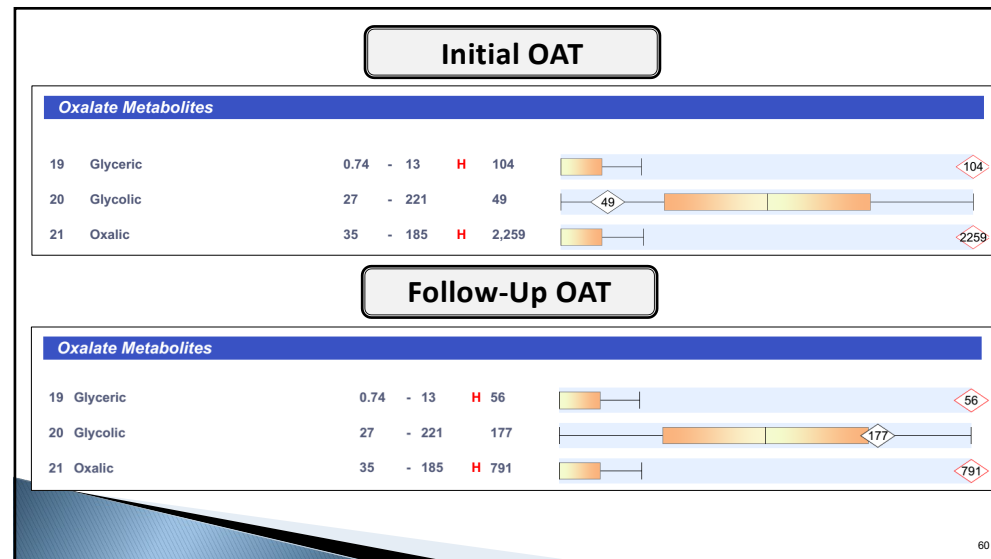 Initial OAT
Oxalate Metabolites
19 Glyceric 0.74 - 13 H 104 104
20 Glycolic 27 - 221 49 49
21 Oxalic 35 - 185 H 2,259 2259
Follow-Up OAT
Oxalate Metabolites
19 Glyceric 0.74 - 13 H 56 56
20 Glycolic 27 - 221 177 177
21 Oxalic 35 - 185 H 791 791
60